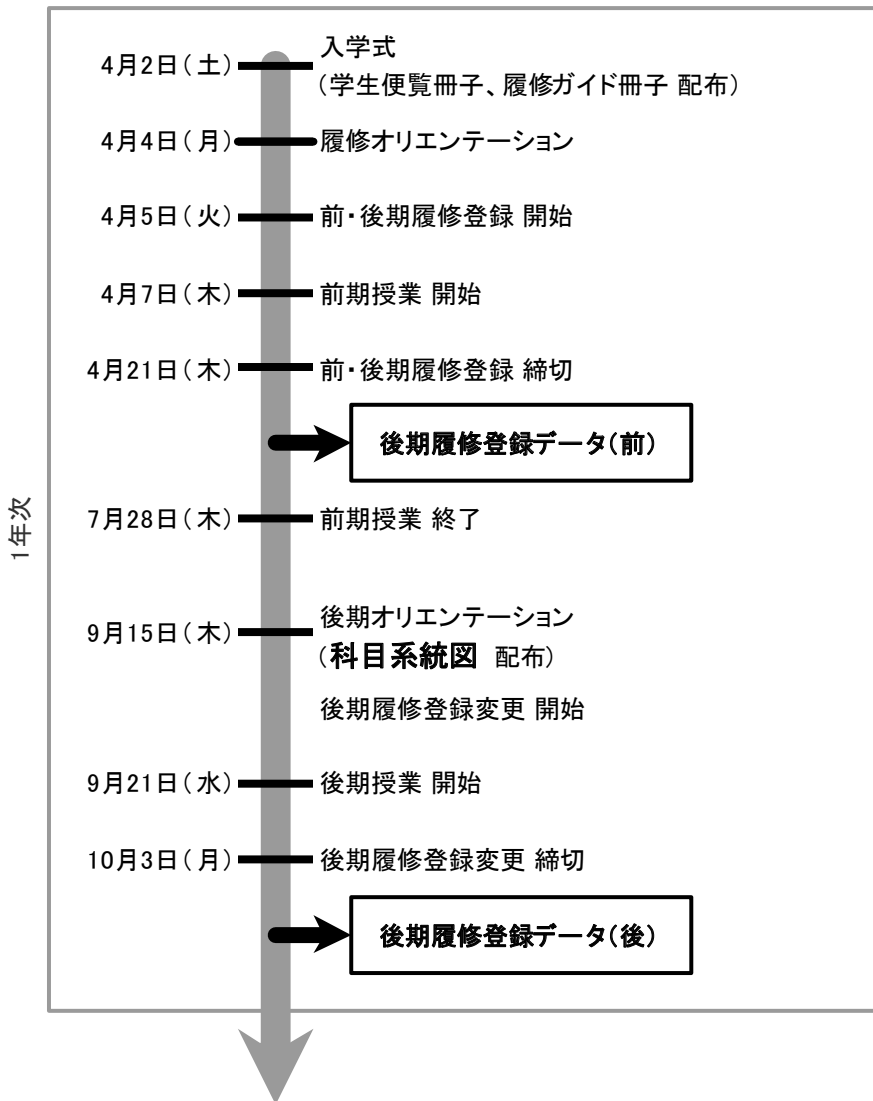 4月2日(土) 入学式
(学生便覧冊子、履修ガイド冊子 配布)
4月4日(月) 履修オリエンテーション
4月5日(火) 前・後期履修登録 開始
4月7日(木) 前期授業 開始
4月21日(木) 前・後期履修登録 締切
後期履修登録データ(前)
7月28日(木) 前期授業 終了
1年次
9月15日(木) 後期オリエンテーション
(科目系統図 配布)
後期履修登録変更 開始
9月21日(水) 後期授業 開始
10月3日(月) 後期履修登録変更 締切
後期履修登録データ(後)